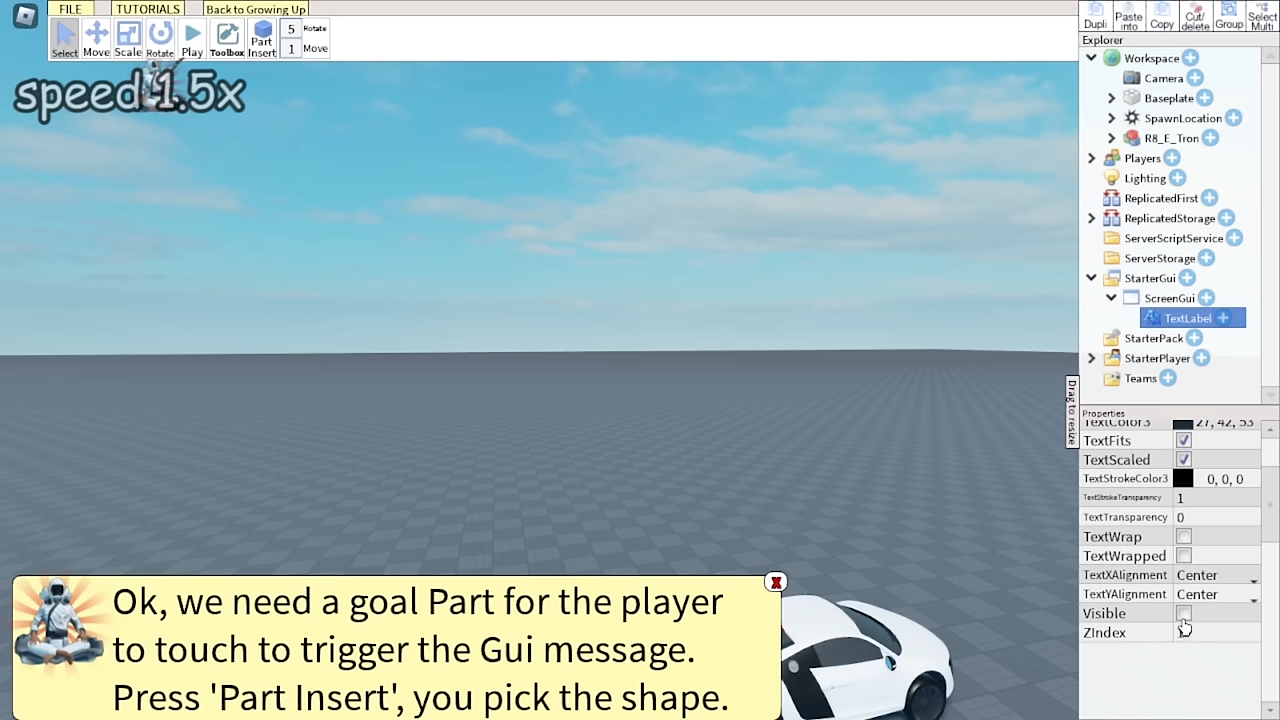 FILE
TUTORIALS
Back to Growing Up
Select
Move
Scale
Rotate
Play
Toolbox
Part
Insert
5
Rotate
1
Move
speed 1.5x
Dupli
Paste
into
Copy
Cut/
delete
Group
Select
Multi
Explorer
Workspace
Camera
Baseplate
SpawnLocation
R8_E_Tron
Players
Lighting
ReplicatedFirst
ReplicatedStorage
ServerScriptService
ServerStorage
StarterGui
ScreenGui
TextLabel
StarterPack
StarterPlayer
Teams
Drag to resize
Properties
TextColor3 27, 42, 53
TextFits
TextScaled
TextStrokeColor3 0, 0, 0
TextStrokeTransparency 1
TextTransparency 0
TextWrap
TextWrapped
TextXAlignment Center
TextYAlignment Center
Visible
ZIndex
X
Ok, we need a goal Part for the player
to touch to trigger the Gui message.
Press 'Part Insert', you pick the shape.